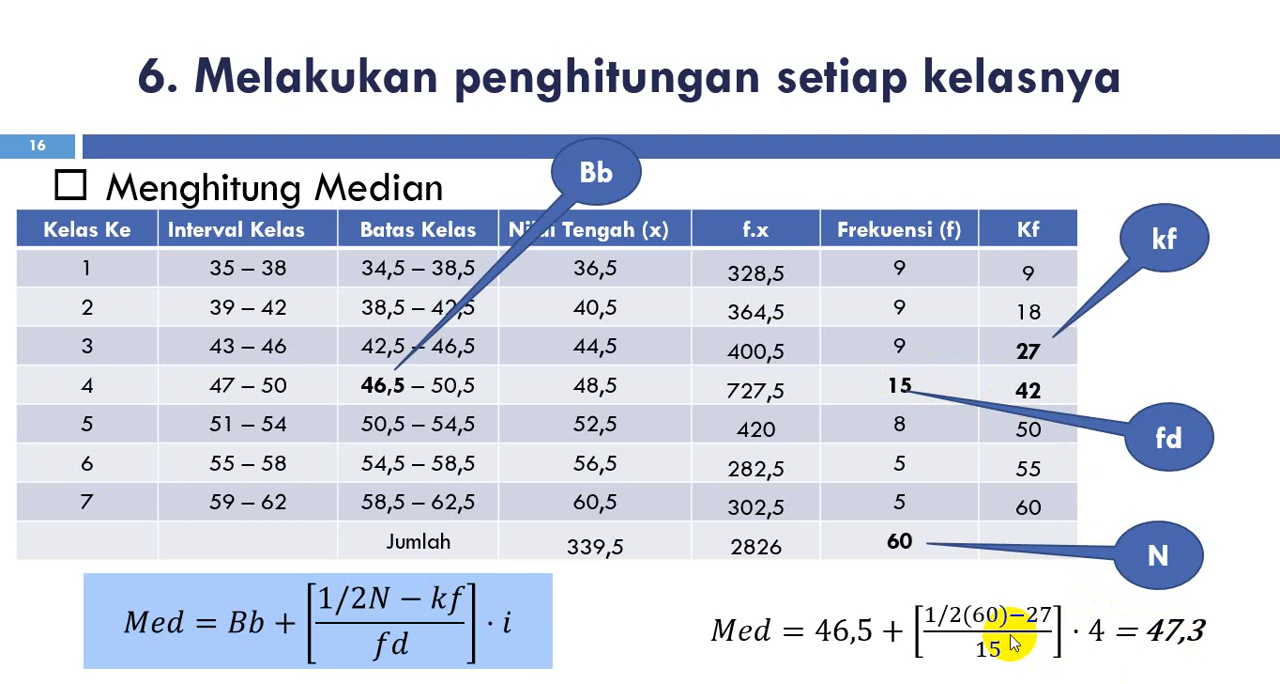 6. Melakukan penghitungan setiap kelasnya
16
Bb
☐ Menghitung Median
Kelas Ke Interval Kelas Batas Kelas Nilai Tengah (x) f.x Frekuensi (f) Kf
kf
1 35 – 38 34,5 – 38,5 36,5 328,5 9 9
2 39 – 42 38,5 – 42,5 40,5 364,5 9 18
3 43 – 46 42,5 – 46,5 44,5 400,5 9 27
4 47 – 50 46,5 – 50,5 48,5 727,5 15 42
5 51 – 54 50,5 – 54,5 52,5 420 8 50
fd
6 55 – 58 54,5 – 58,5 56,5 282,5 5 55
7 59 – 62 58,5 – 62,5 60,5 302,5 5 60
Jumlah 339,5 2826 60
N
Med = Bb + [1/2N − kf / fd] · i
Med = 46,5 + [1/2(60)−27 / 15] · 4 = 47,3